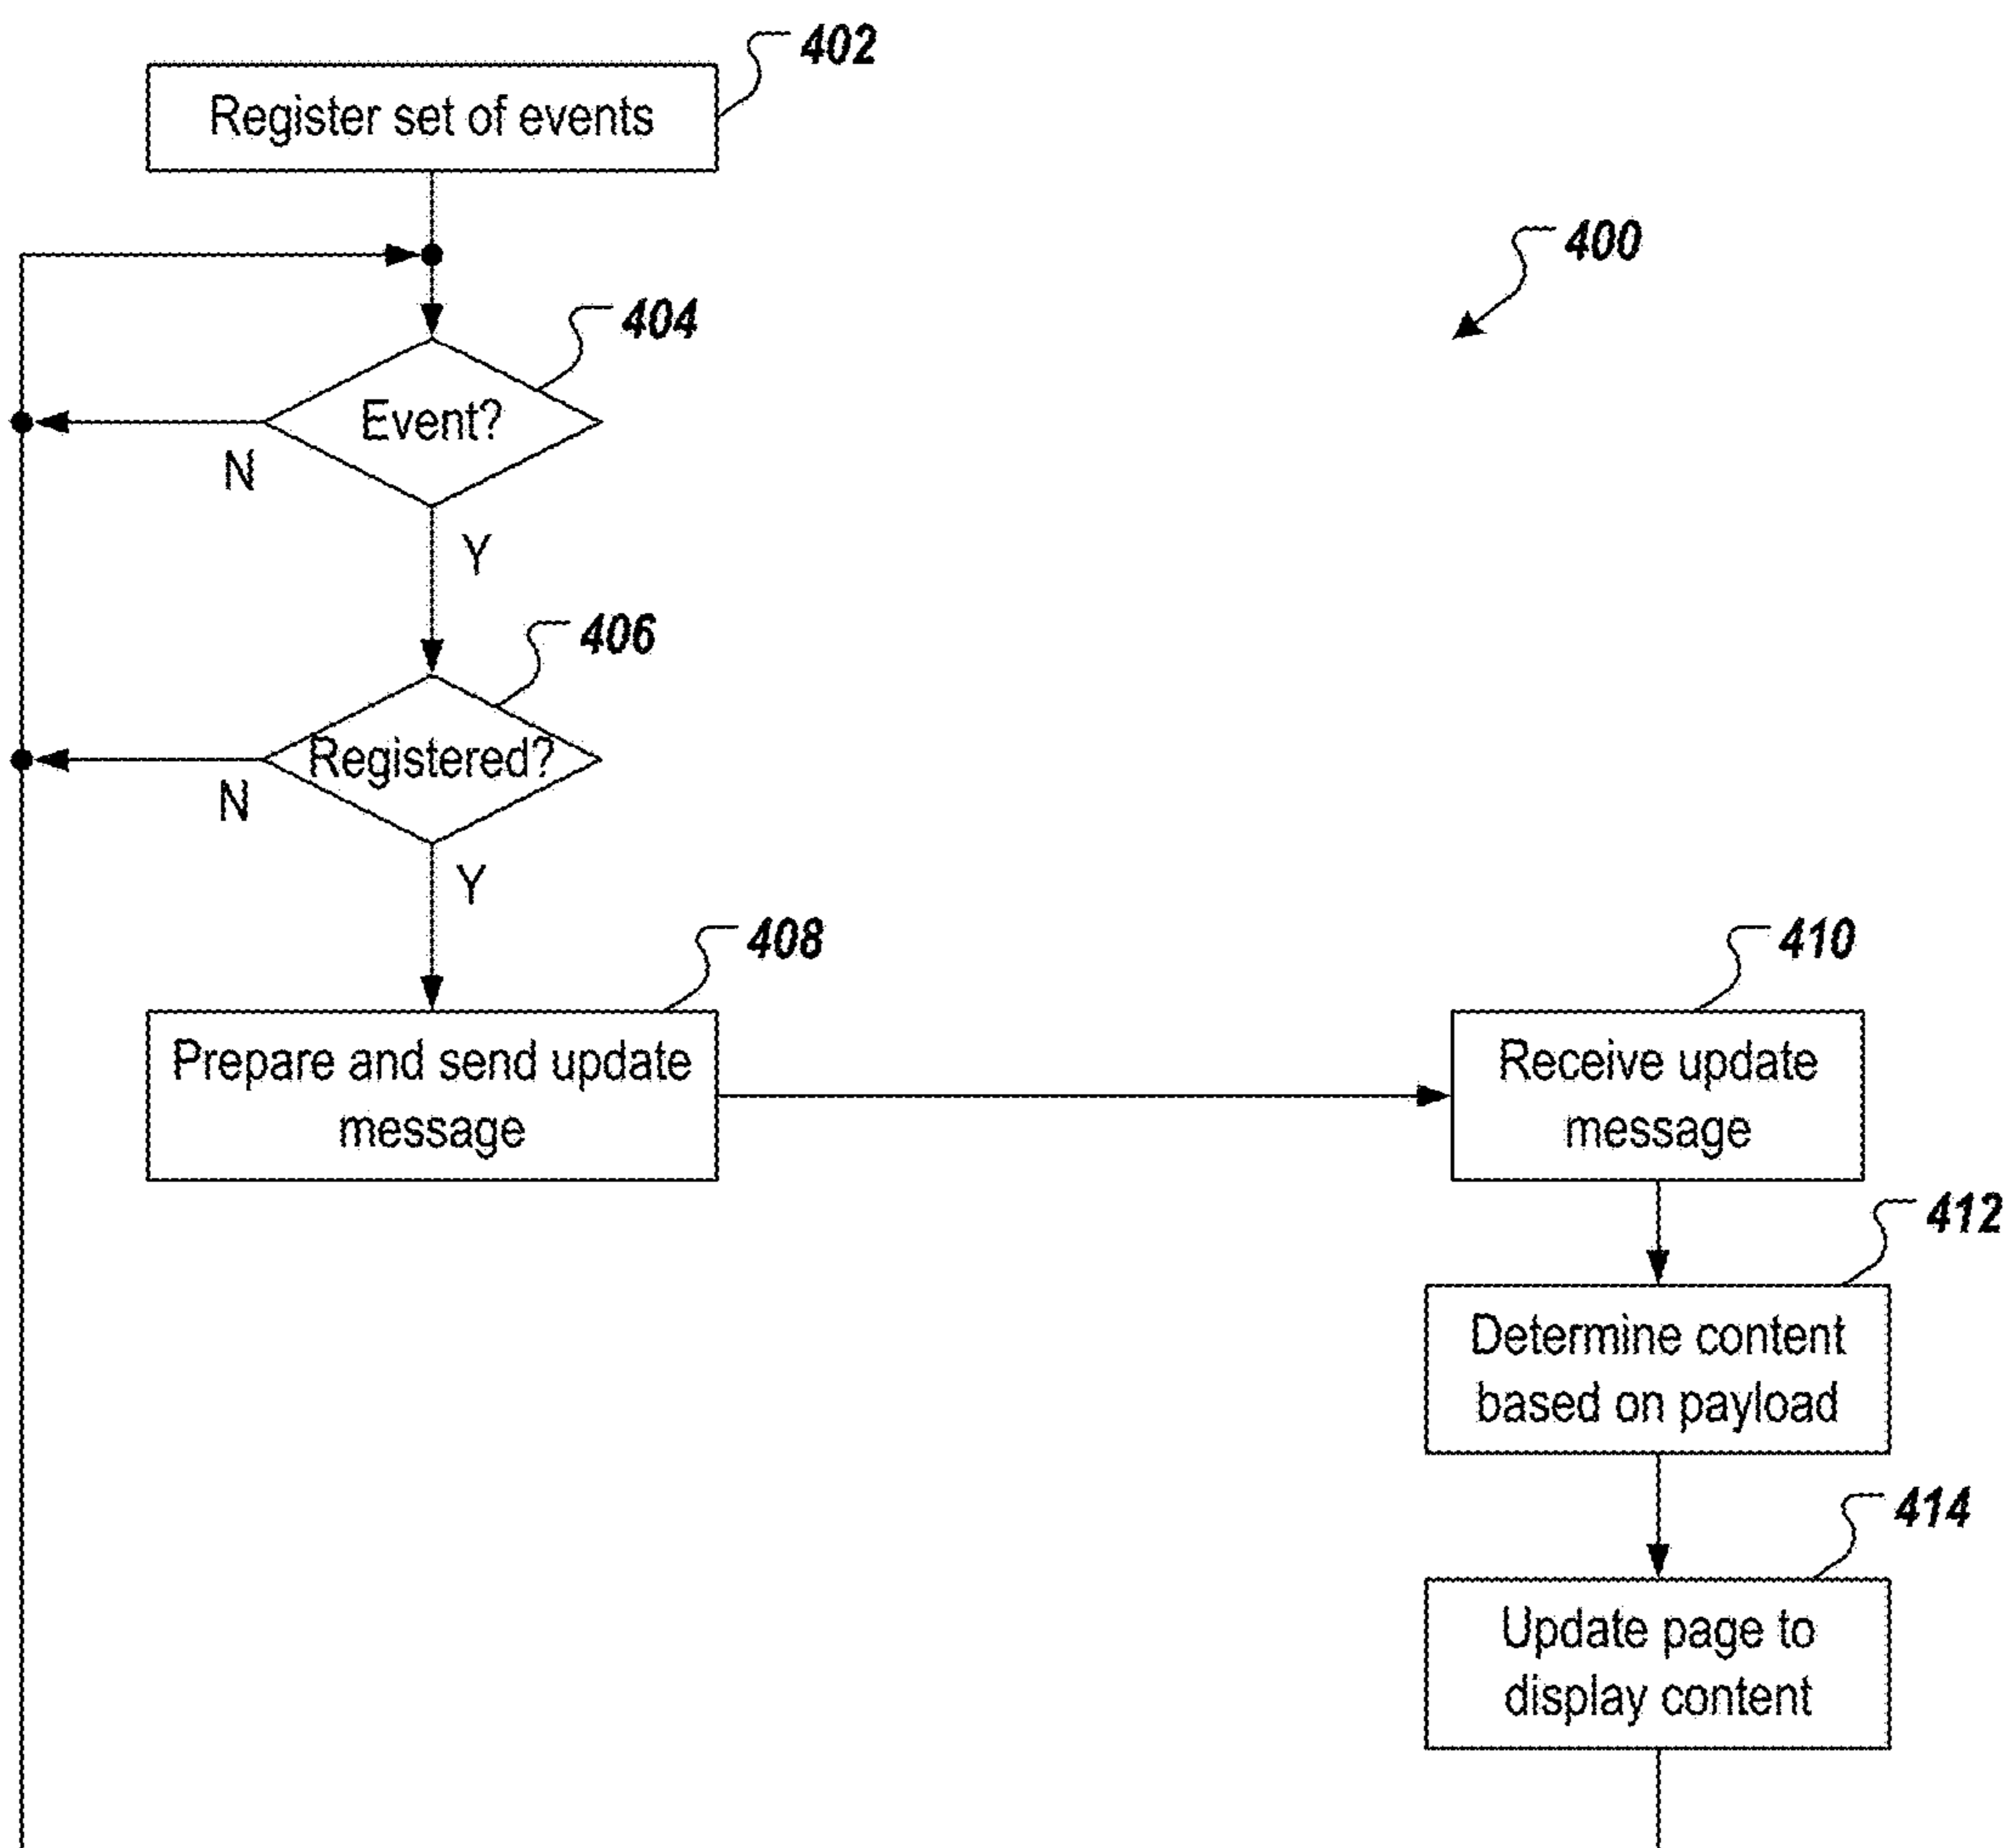 402
Register set of events
400
404
Event?
N
Y
406
Registered?
N
Y
408
Prepare and send update
message
410
Receive update
message
412
Determine content
based on payload
414
Update page to
display content